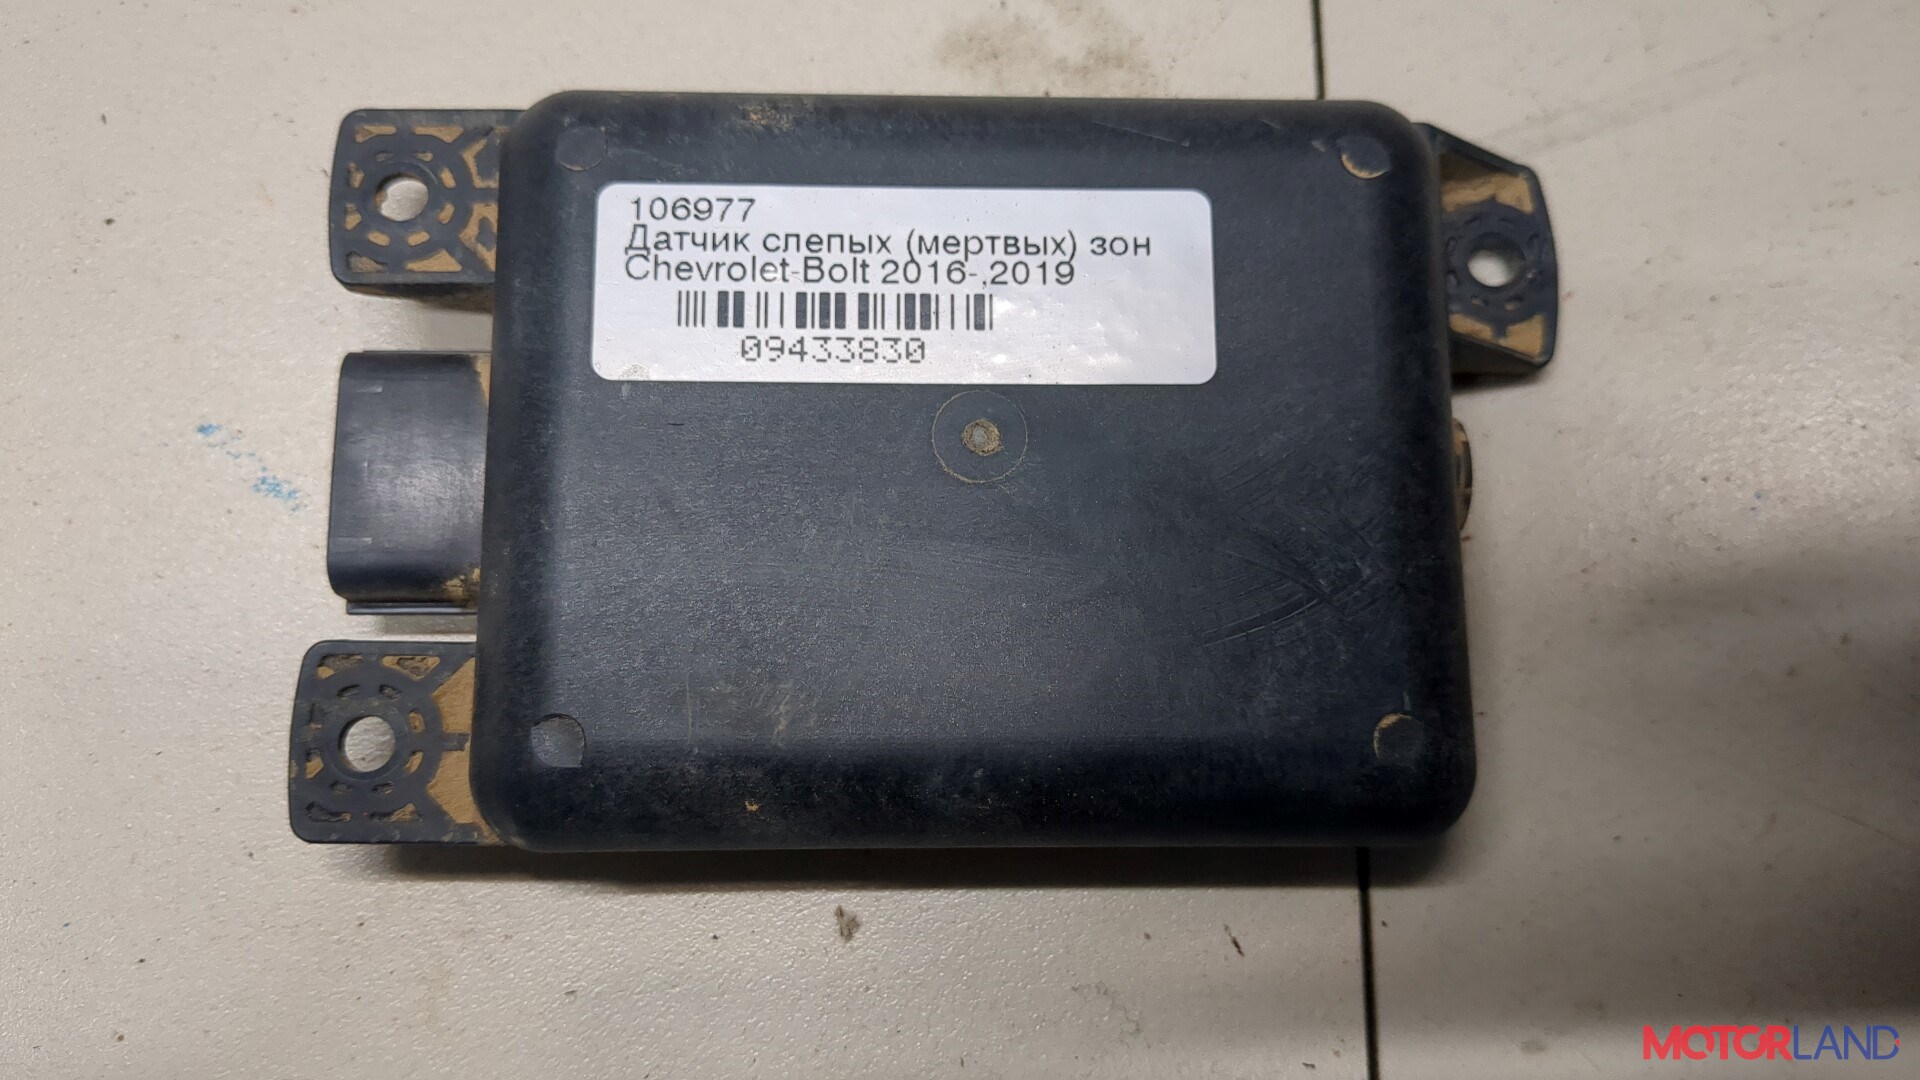 106977
Датчик слепых (мертвых) зон
Chevrolet-Bolt 2016-,2019
09433830
MOTORLAND